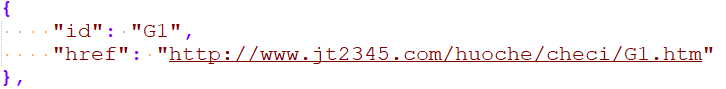 {
    "id": "G1",
    "href": "http://www.jt2345.com/huoche/checi/G1.htm"
},